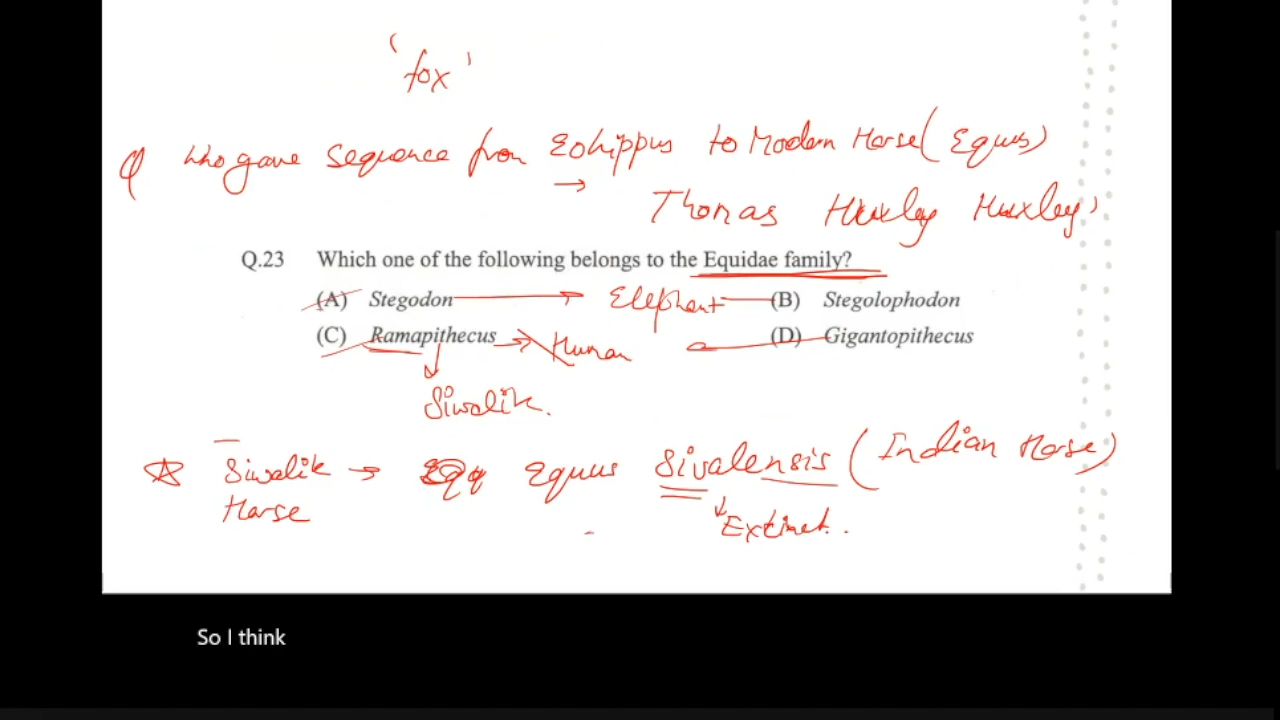 'fox'
Q who gave sequence from Eohippus to Modern Horse (Equus)
→ Thomas Huxley Huxley'
Q.23 Which one of the following belongs to the Equidae family?
(A) Stegodon → Elephant (B) Stegolophodon
(C) Ramapithecus → Human (D) Gigantopithecus
Siwalik.
☆ Siwalik → Equus Sivalensis (Indian Horse)
Horse
Extinct.
So I think